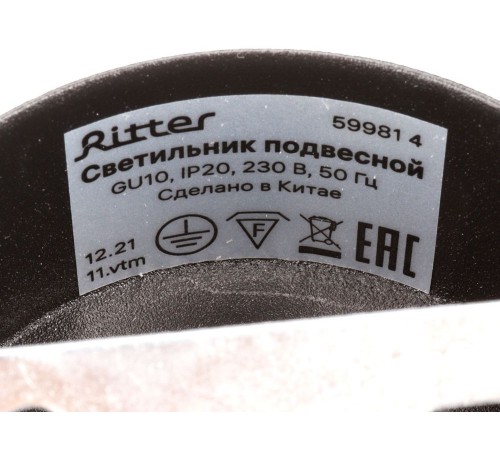 Ritter
59981 4
Светильник подвесной
GU10, IP20, 230 В, 50 Гц
Сделано в Китае
12.21
11.vtm
F
EAC